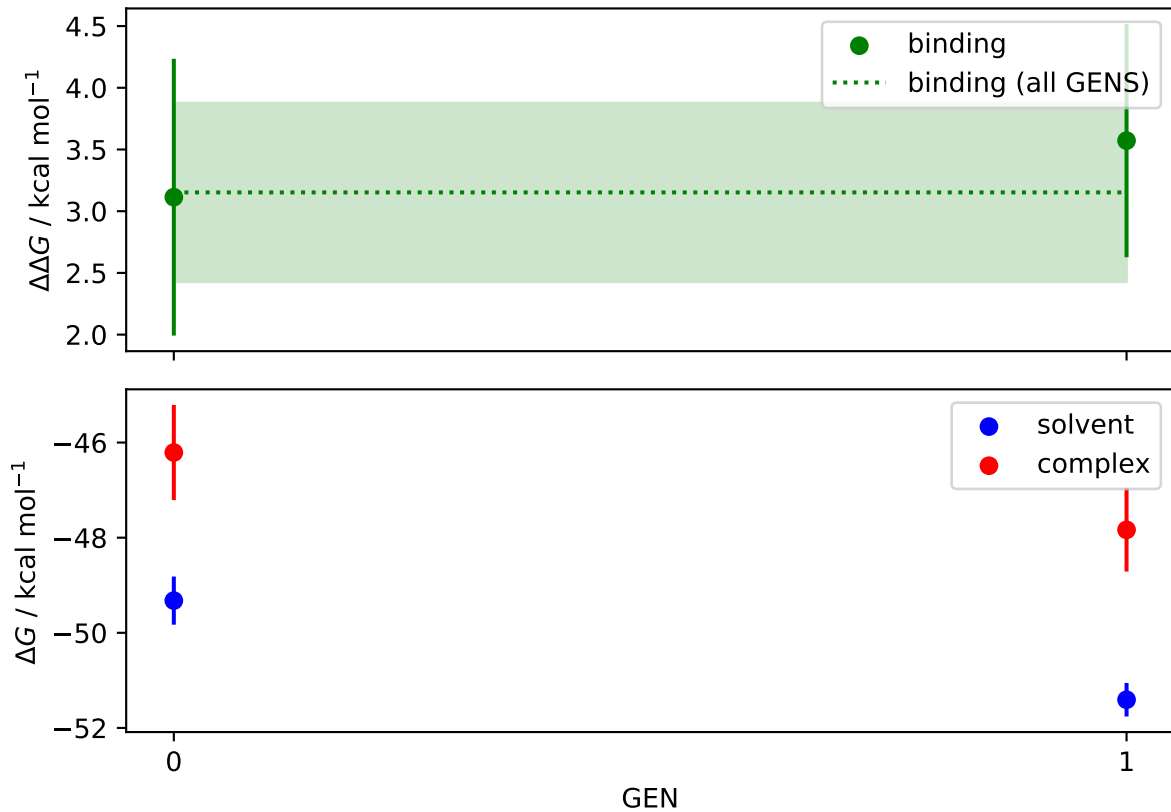 4.5
4.0
3.5
3.0
2.5
2.0
ΔΔG / kcal mol⁻¹
binding
binding (all GENS)
−46
−48
−50
−52
ΔG / kcal mol⁻¹
solvent
complex
0
1
GEN